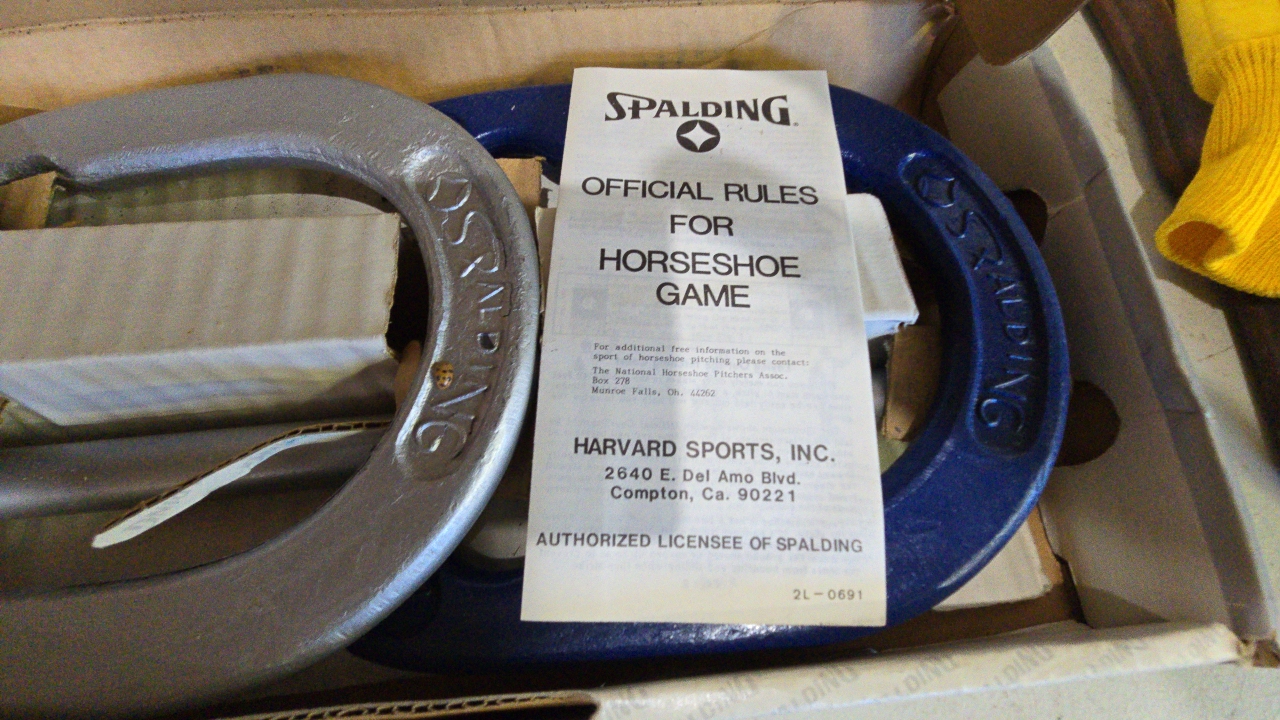 SPALDING
OFFICIAL RULES
FOR
HORSESHOE
GAME
For additional free information on the
sport of horseshoe pitching please contact:
The National Horseshoe Pitchers Assoc.
Box 278
Munroe Falls, Oh. 44262
HARVARD SPORTS, INC.
2640 E. Del Amo Blvd.
Compton, Ca. 90221
AUTHORIZED LICENSEE OF SPALDING
2L-0691
SPALDING
SPALDING
SPALDING